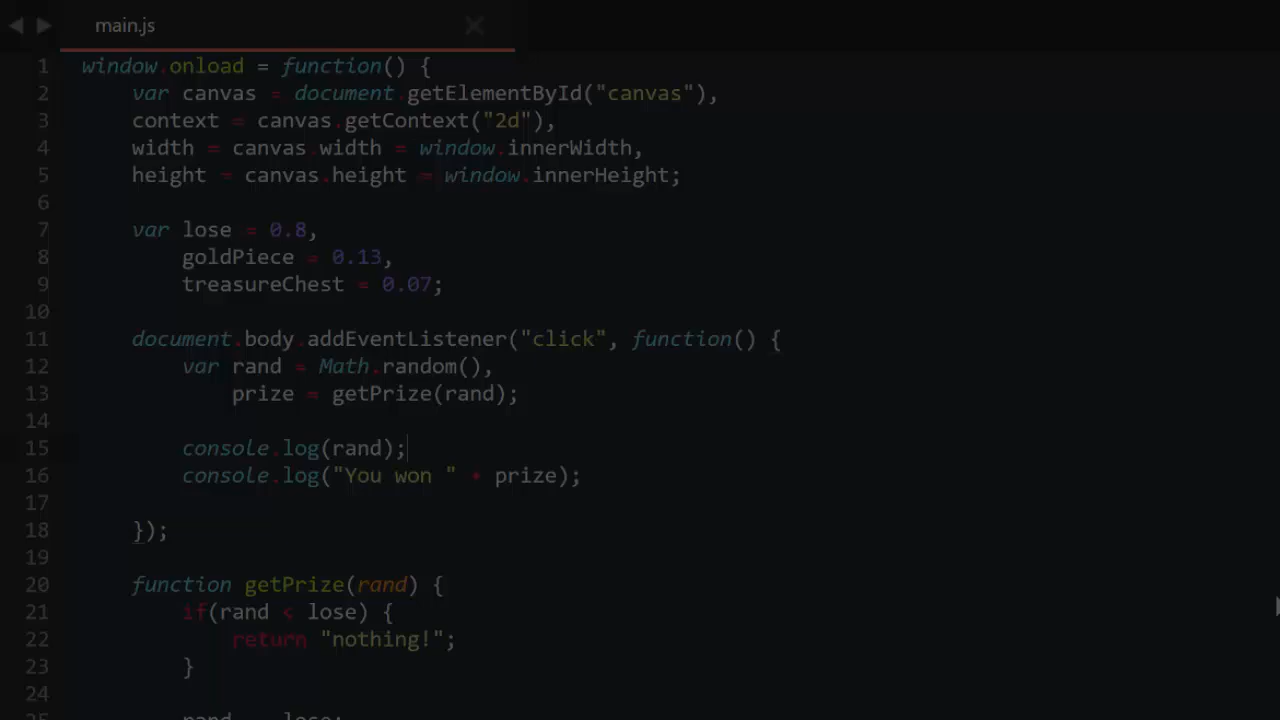 main.js
1 window.onload = function() {
2 var canvas = document.getElementById("canvas"),
3 context = canvas.getContext("2d"),
4 width = canvas.width = window.innerWidth,
5 height = canvas.height = window.innerHeight;
6
7 var lose = 0.8,
8 goldPiece = 0.13,
9 treasureChest = 0.07;
10
11 document.body.addEventListener("click", function() {
12 var rand = Math.random(),
13 prize = getPrize(rand);
14
15 console.log(rand);
16 console.log("You won " + prize);
17
18 });
19
20 function getPrize(rand) {
21 if(rand < lose) {
22 return "nothing!";
23 }
24
25 rand lose;